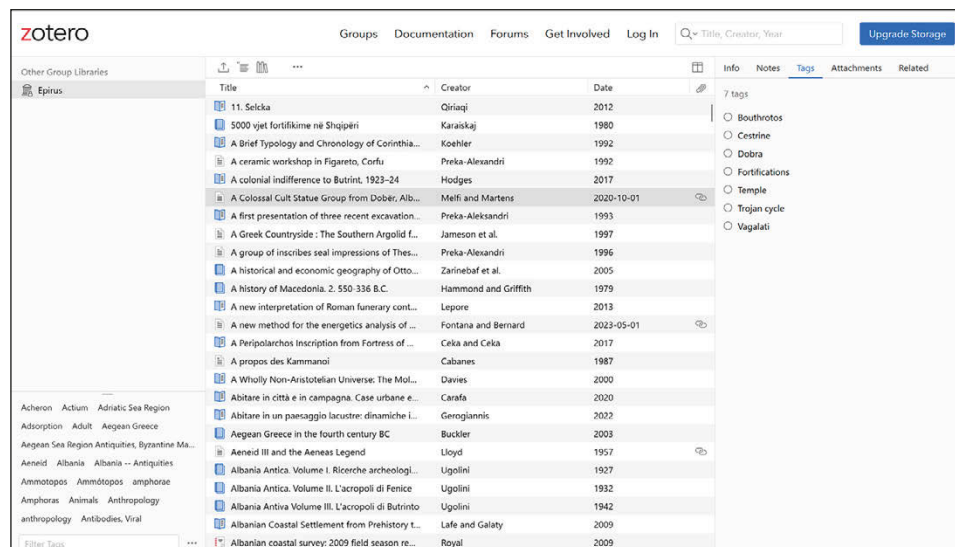 zotero
Groups Documentation Forums Get Involved Log In Title, Creator, Year Upgrade Storage
Other Group Libraries
Epirus
Title Creator Date
11. Selcka Qiriaqi 2012
5000 vjet fortifikime në Shqipëri Karaiskaj 1980
A Brief Typology and Chronology of Corinthia... Koehler 1992
A ceramic workshop in Figareto, Corfu Preka-Alexandri 1992
A colonial indifference to Butrint, 1923–24 Hodges 2017
A Colossal Cult Statue Group from Dobër, Alb... Melfi and Martens 2020-10-01
A first presentation of three recent excavation... Preka-Aleksandri 1993
A Greek Countryside : The Southern Argolid f... Jameson et al. 1997
A group of inscribes seal impressions of Thes... Preka-Alexandri 1996
A historical and economic geography of Otto... Zarinebaf et al. 2005
A history of Macedonia. 2. 550-336 B.C. Hammond and Griffith 1979
A new interpretation of Roman funerary cont... Lepore 2013
A new method for the energetics analysis of ... Fontana and Bernard 2023-05-01
A Peripolarchos Inscription from Fortress of ... Ceka and Ceka 2017
A propos des Kammanoi Cabanes 1987
A Wholly Non-Aristotelian Universe: The Mol... Davies 2000
Abitare in città e in campagna. Case urbane e... Carafa 2020
Abitare in un paesaggio lacustre: dinamiche i... Gerogiannis 2022
Aegean Greece in the fourth century BC Buckler 2003
Aeneid III and the Aeneas Legend Lloyd 1957
Albania Antica. Volume I. Ricerche archeologi... Ugolini 1927
Albania Antica. Volume II. L'acropoli di Fenice Ugolini 1932
Albania Antiva Volume III. L'acropoli di Butrinto Ugolini 1942
Albanian Coastal Settlement from Prehistory t... Lafe and Galaty 2009
Albanian coastal survey: 2009 field season re... Royal 2009
Info Notes Tags Attachments Related
7 tags
Bouthrotos
Cestrine
Dobra
Fortifications
Temple
Trojan cycle
Vagalati
Acheron Actium Adriatic Sea Region
Adsorption Adult Aegean Greece
Aegean Sea Region Antiquities, Byzantine Ma...
Aeneid Albania Albania -- Antiquities
Ammotopos Ammótopos amphorae
Amphoras Animals Anthropology
anthropology Antibodies, Viral
Filter Tags